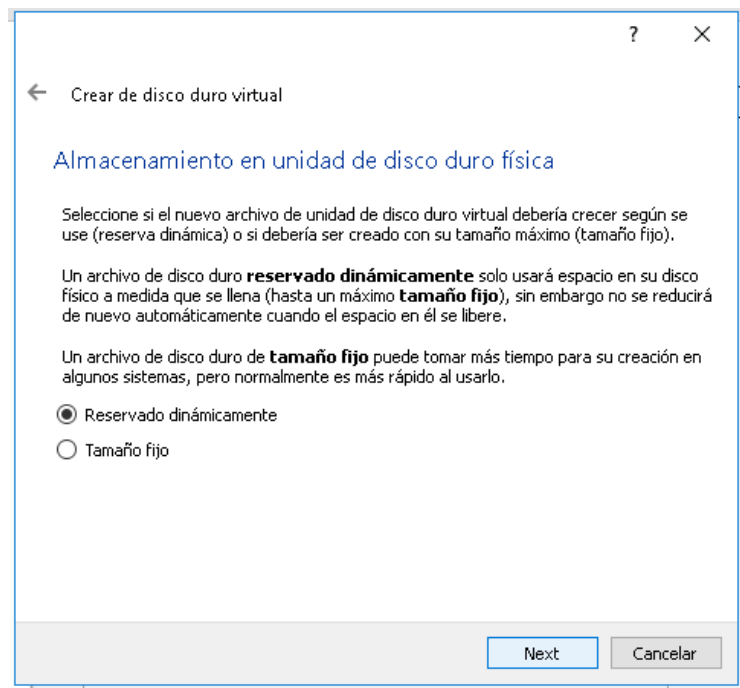 ?
Crear de disco duro virtual
Almacenamiento en unidad de disco duro física
Seleccione si el nuevo archivo de unidad de disco duro virtual debería crecer según se
use (reserva dinámica) o si debería ser creado con su tamaño máximo (tamaño fijo).
Un archivo de disco duro reservado dinámicamente solo usará espacio en su disco
físico a medida que se llena (hasta un máximo tamaño fijo), sin embargo no se reducirá
de nuevo automáticamente cuando el espacio en él se libere.
Un archivo de disco duro de tamaño fijo puede tomar más tiempo para su creación en
algunos sistemas, pero normalmente es más rápido al usarlo.
Reservado dinámicamente
Tamaño fijo
Next Cancelar